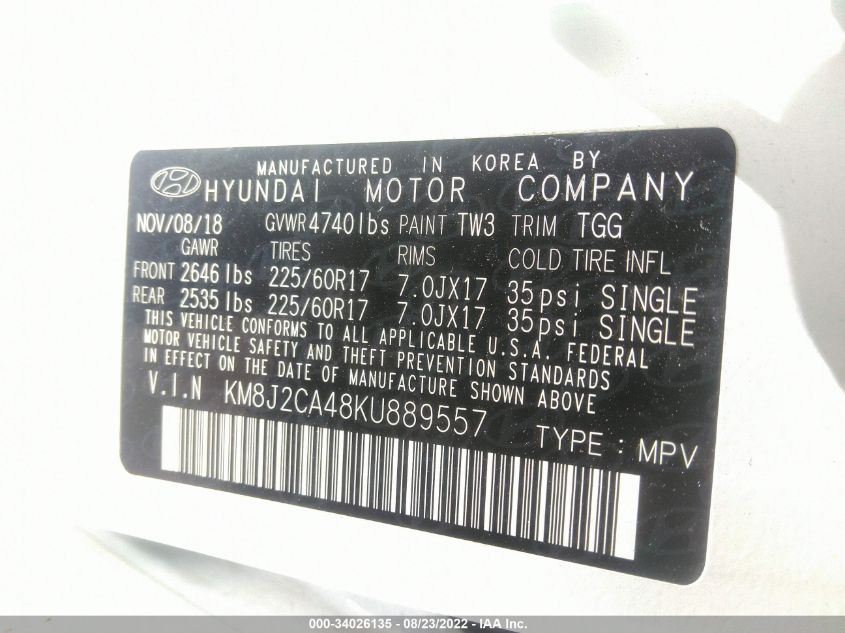 MANUFACTURED IN KOREA BY
HYUNDAI MOTOR COMPANY
NOV/08/18 GVWR 4740lbs PAINT TW3 TRIM TGG
GAWR TIRES RIMS COLD TIRE INFL
FRONT 2646 lbs 225/60R17 7.0JX17 35psi SINGLE
REAR 2535 lbs 225/60R17 7.0JX17 35psi SINGLE
THIS VEHICLE CONFORMS TO ALL APPLICABLE U.S.A. FEDERAL
MOTOR VEHICLE SAFETY AND THEFT PREVENTION STANDARDS
IN EFFECT ON THE DATE OF MANUFACTURE SHOWN ABOVE
V.I.N KM8J2CA48KU889557
TYPE : MPV
000-34026135 - 08/23/2022 - IAA Inc.